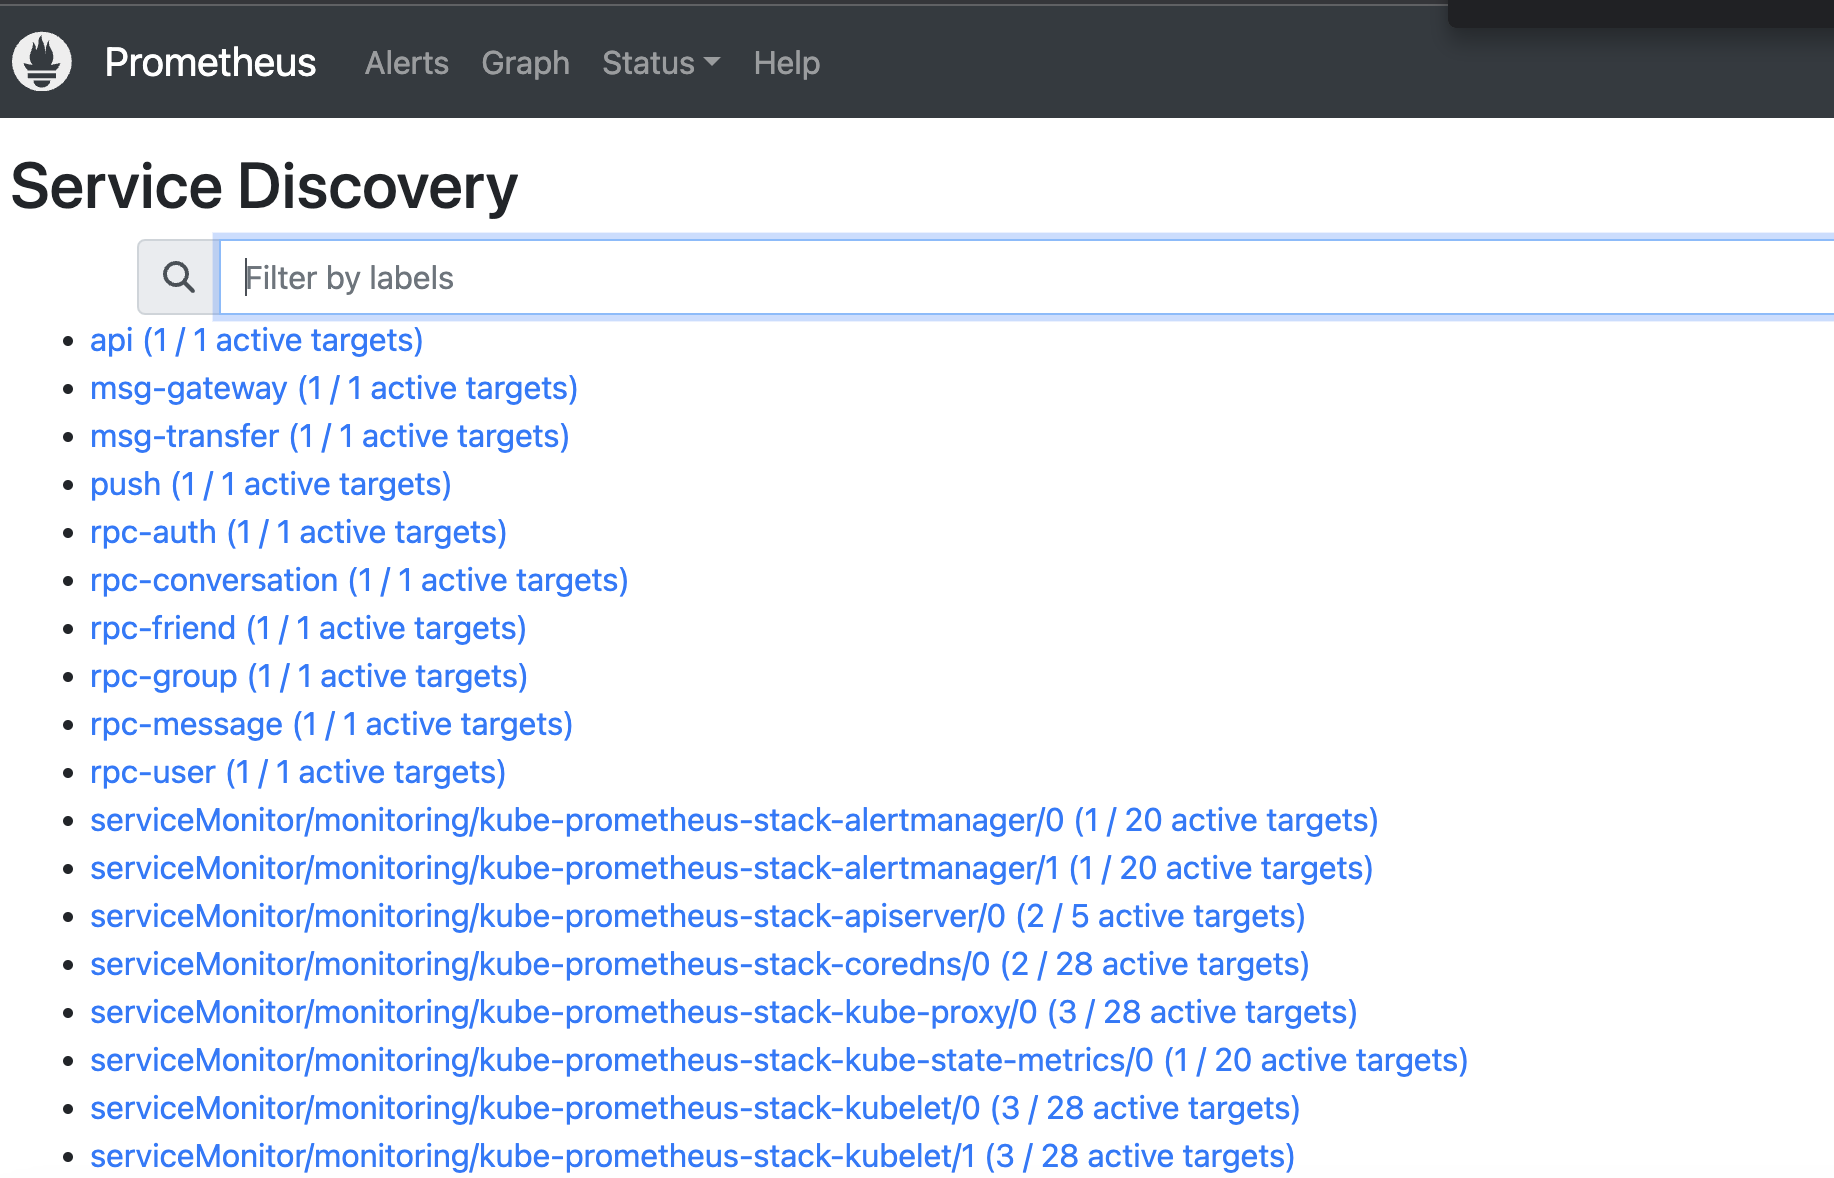 Prometheus Alerts Graph Status Help
Service Discovery
Filter by labels
api (1 / 1 active targets)
msg-gateway (1 / 1 active targets)
msg-transfer (1 / 1 active targets)
push (1 / 1 active targets)
rpc-auth (1 / 1 active targets)
rpc-conversation (1 / 1 active targets)
rpc-friend (1 / 1 active targets)
rpc-group (1 / 1 active targets)
rpc-message (1 / 1 active targets)
rpc-user (1 / 1 active targets)
serviceMonitor/monitoring/kube-prometheus-stack-alertmanager/0 (1 / 20 active targets)
serviceMonitor/monitoring/kube-prometheus-stack-alertmanager/1 (1 / 20 active targets)
serviceMonitor/monitoring/kube-prometheus-stack-apiserver/0 (2 / 5 active targets)
serviceMonitor/monitoring/kube-prometheus-stack-coredns/0 (2 / 28 active targets)
serviceMonitor/monitoring/kube-prometheus-stack-kube-proxy/0 (3 / 28 active targets)
serviceMonitor/monitoring/kube-prometheus-stack-kube-state-metrics/0 (1 / 20 active targets)
serviceMonitor/monitoring/kube-prometheus-stack-kubelet/0 (3 / 28 active targets)
serviceMonitor/monitoring/kube-prometheus-stack-kubelet/1 (3 / 28 active targets)